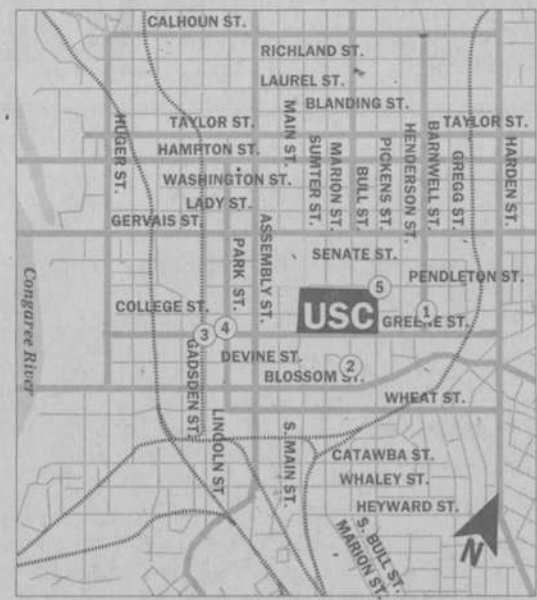 CALHOUN ST.
RICHLAND ST.
LAUREL ST.
BLANDING ST.
TAYLOR ST.
TAYLOR ST.
HUGER ST.
MAIN ST.
SUMTER ST.
MARION ST.
BULL ST.
PICKENS ST.
HENDERSON ST.
BARNWELL ST.
GREGG ST.
HARDEN ST.
HAMPTON ST.
WASHINGTON ST.
LADY ST.
GERVAIS ST.
PARK ST.
ASSEMBLY ST.
SENATE ST.
PENDLETON ST.
Congaree River
COLLEGE ST.
USC
5
1
GREENE ST.
3
4
GADSDEN ST.
DEVINE ST.
2
BLOSSOM ST.
WHEAT ST.
LINCOLN ST
S. MAIN ST.
CATAWBA ST.
WHALEY ST.
HEYWARD ST.
S. BULL ST.
MARION ST.
N